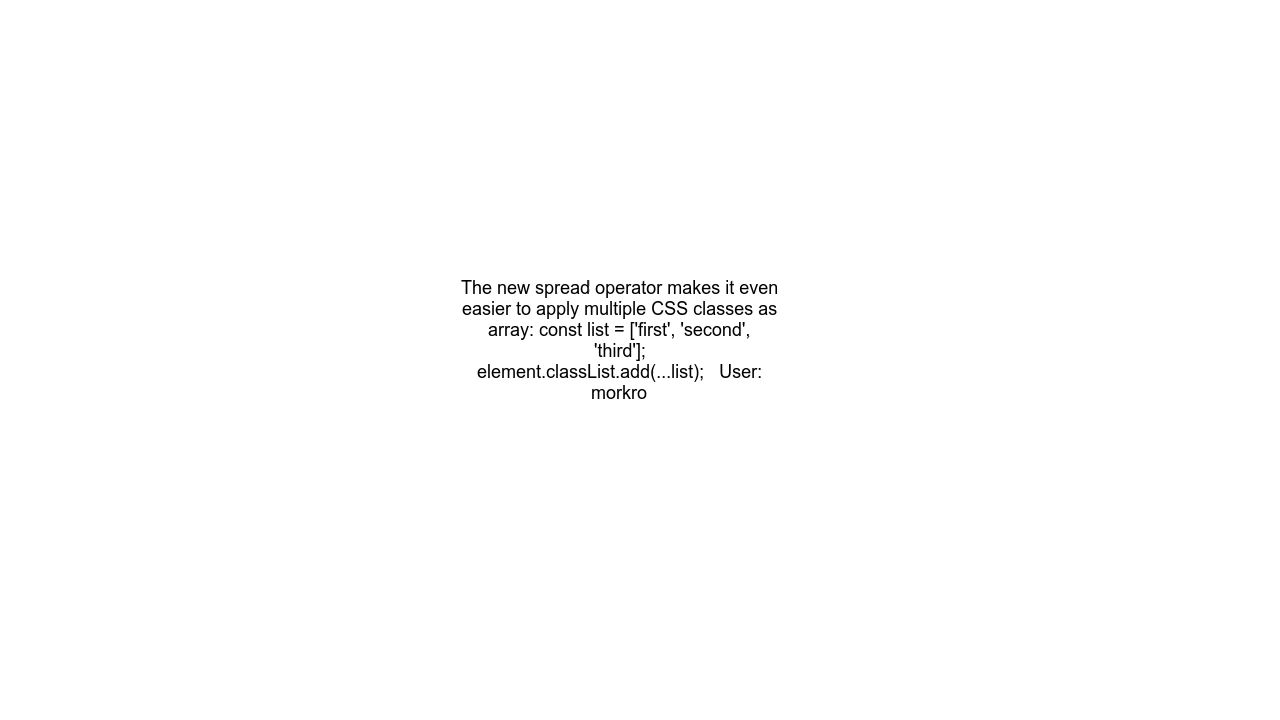 The new spread operator makes it even
easier to apply multiple CSS classes as
array: const list = ['first', 'second',
'third'];
element.classList.add(...list);   User:
morkro